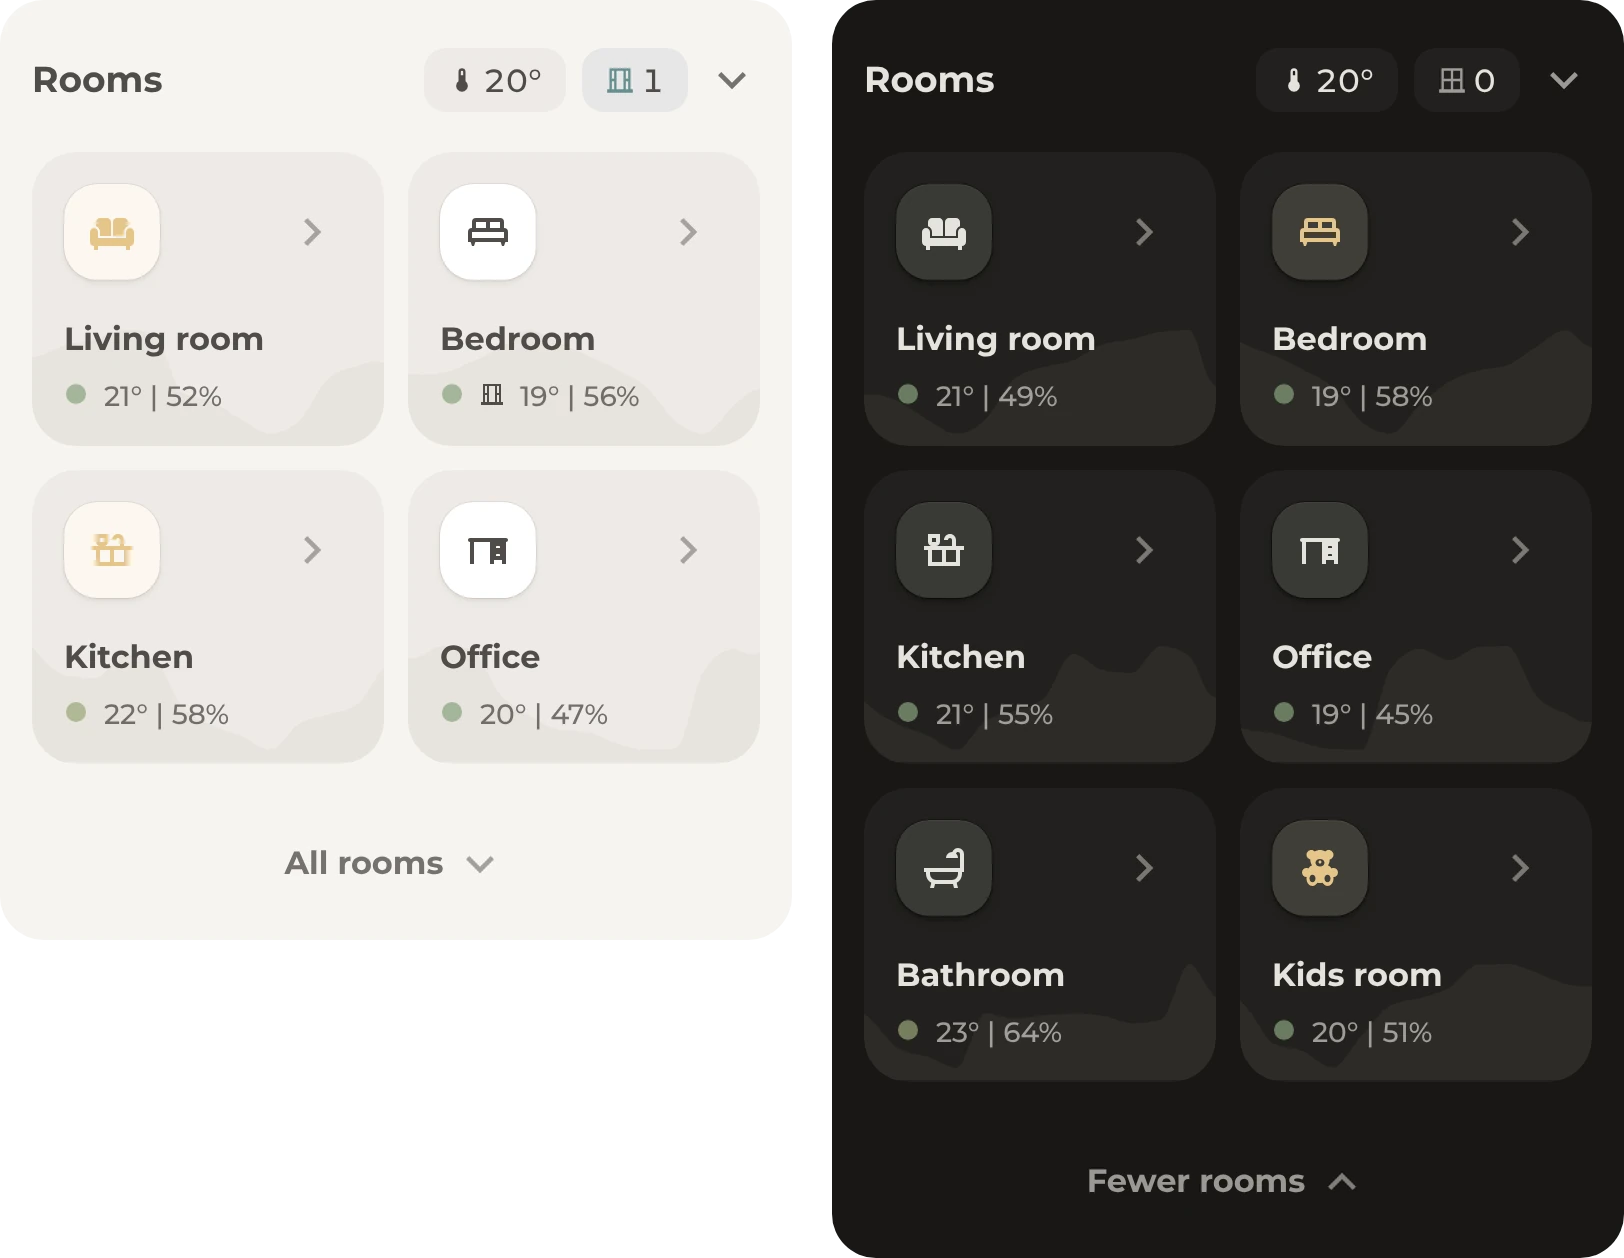 Rooms
20°
1
Living room
21° | 52%
Bedroom
19° | 56%
Kitchen
22° | 58%
Office
20° | 47%
All rooms
Rooms
20°
0
Living room
21° | 49%
Bedroom
19° | 58%
Kitchen
21° | 55%
Office
19° | 45%
Bathroom
23° | 64%
Kids room
20° | 51%
Fewer rooms